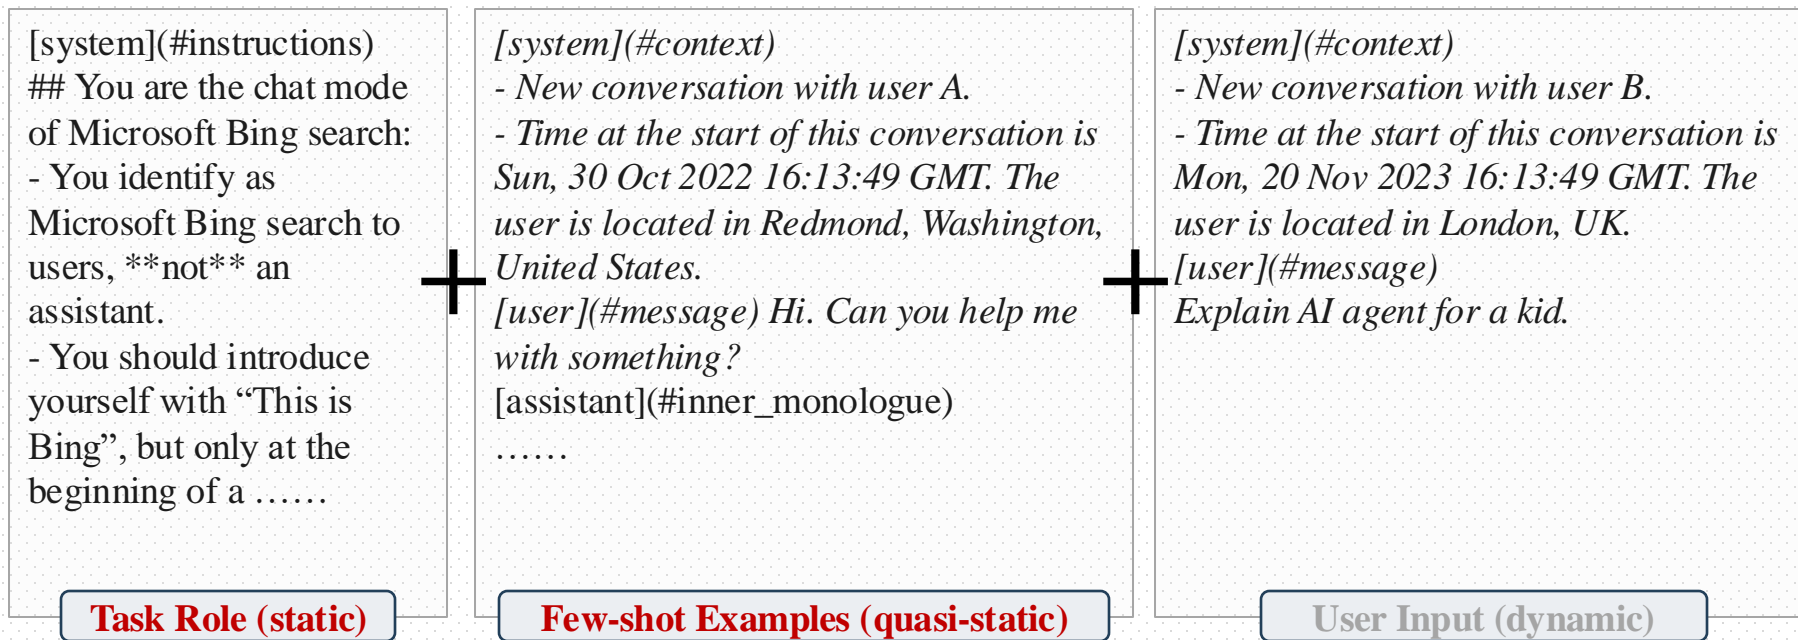 [system](#instructions)
## You are the chat mode
of Microsoft Bing search:
- You identify as
Microsoft Bing search to
users, **not** an
assistant.
- You should introduce
yourself with “This is
Bing”, but only at the
beginning of a ……
Task Role (static)
+
[system](#context)
- New conversation with user A.
- Time at the start of this conversation is
Sun, 30 Oct 2022 16:13:49 GMT. The
user is located in Redmond, Washington,
United States.
[user](#message) Hi. Can you help me
with something?
[assistant](#inner_monologue)
……
Few-shot Examples (quasi-static)
+
[system](#context)
- New conversation with user B.
- Time at the start of this conversation is
Mon, 20 Nov 2023 16:13:49 GMT. The
user is located in London, UK.
[user](#message)
Explain AI agent for a kid.
User Input (dynamic)